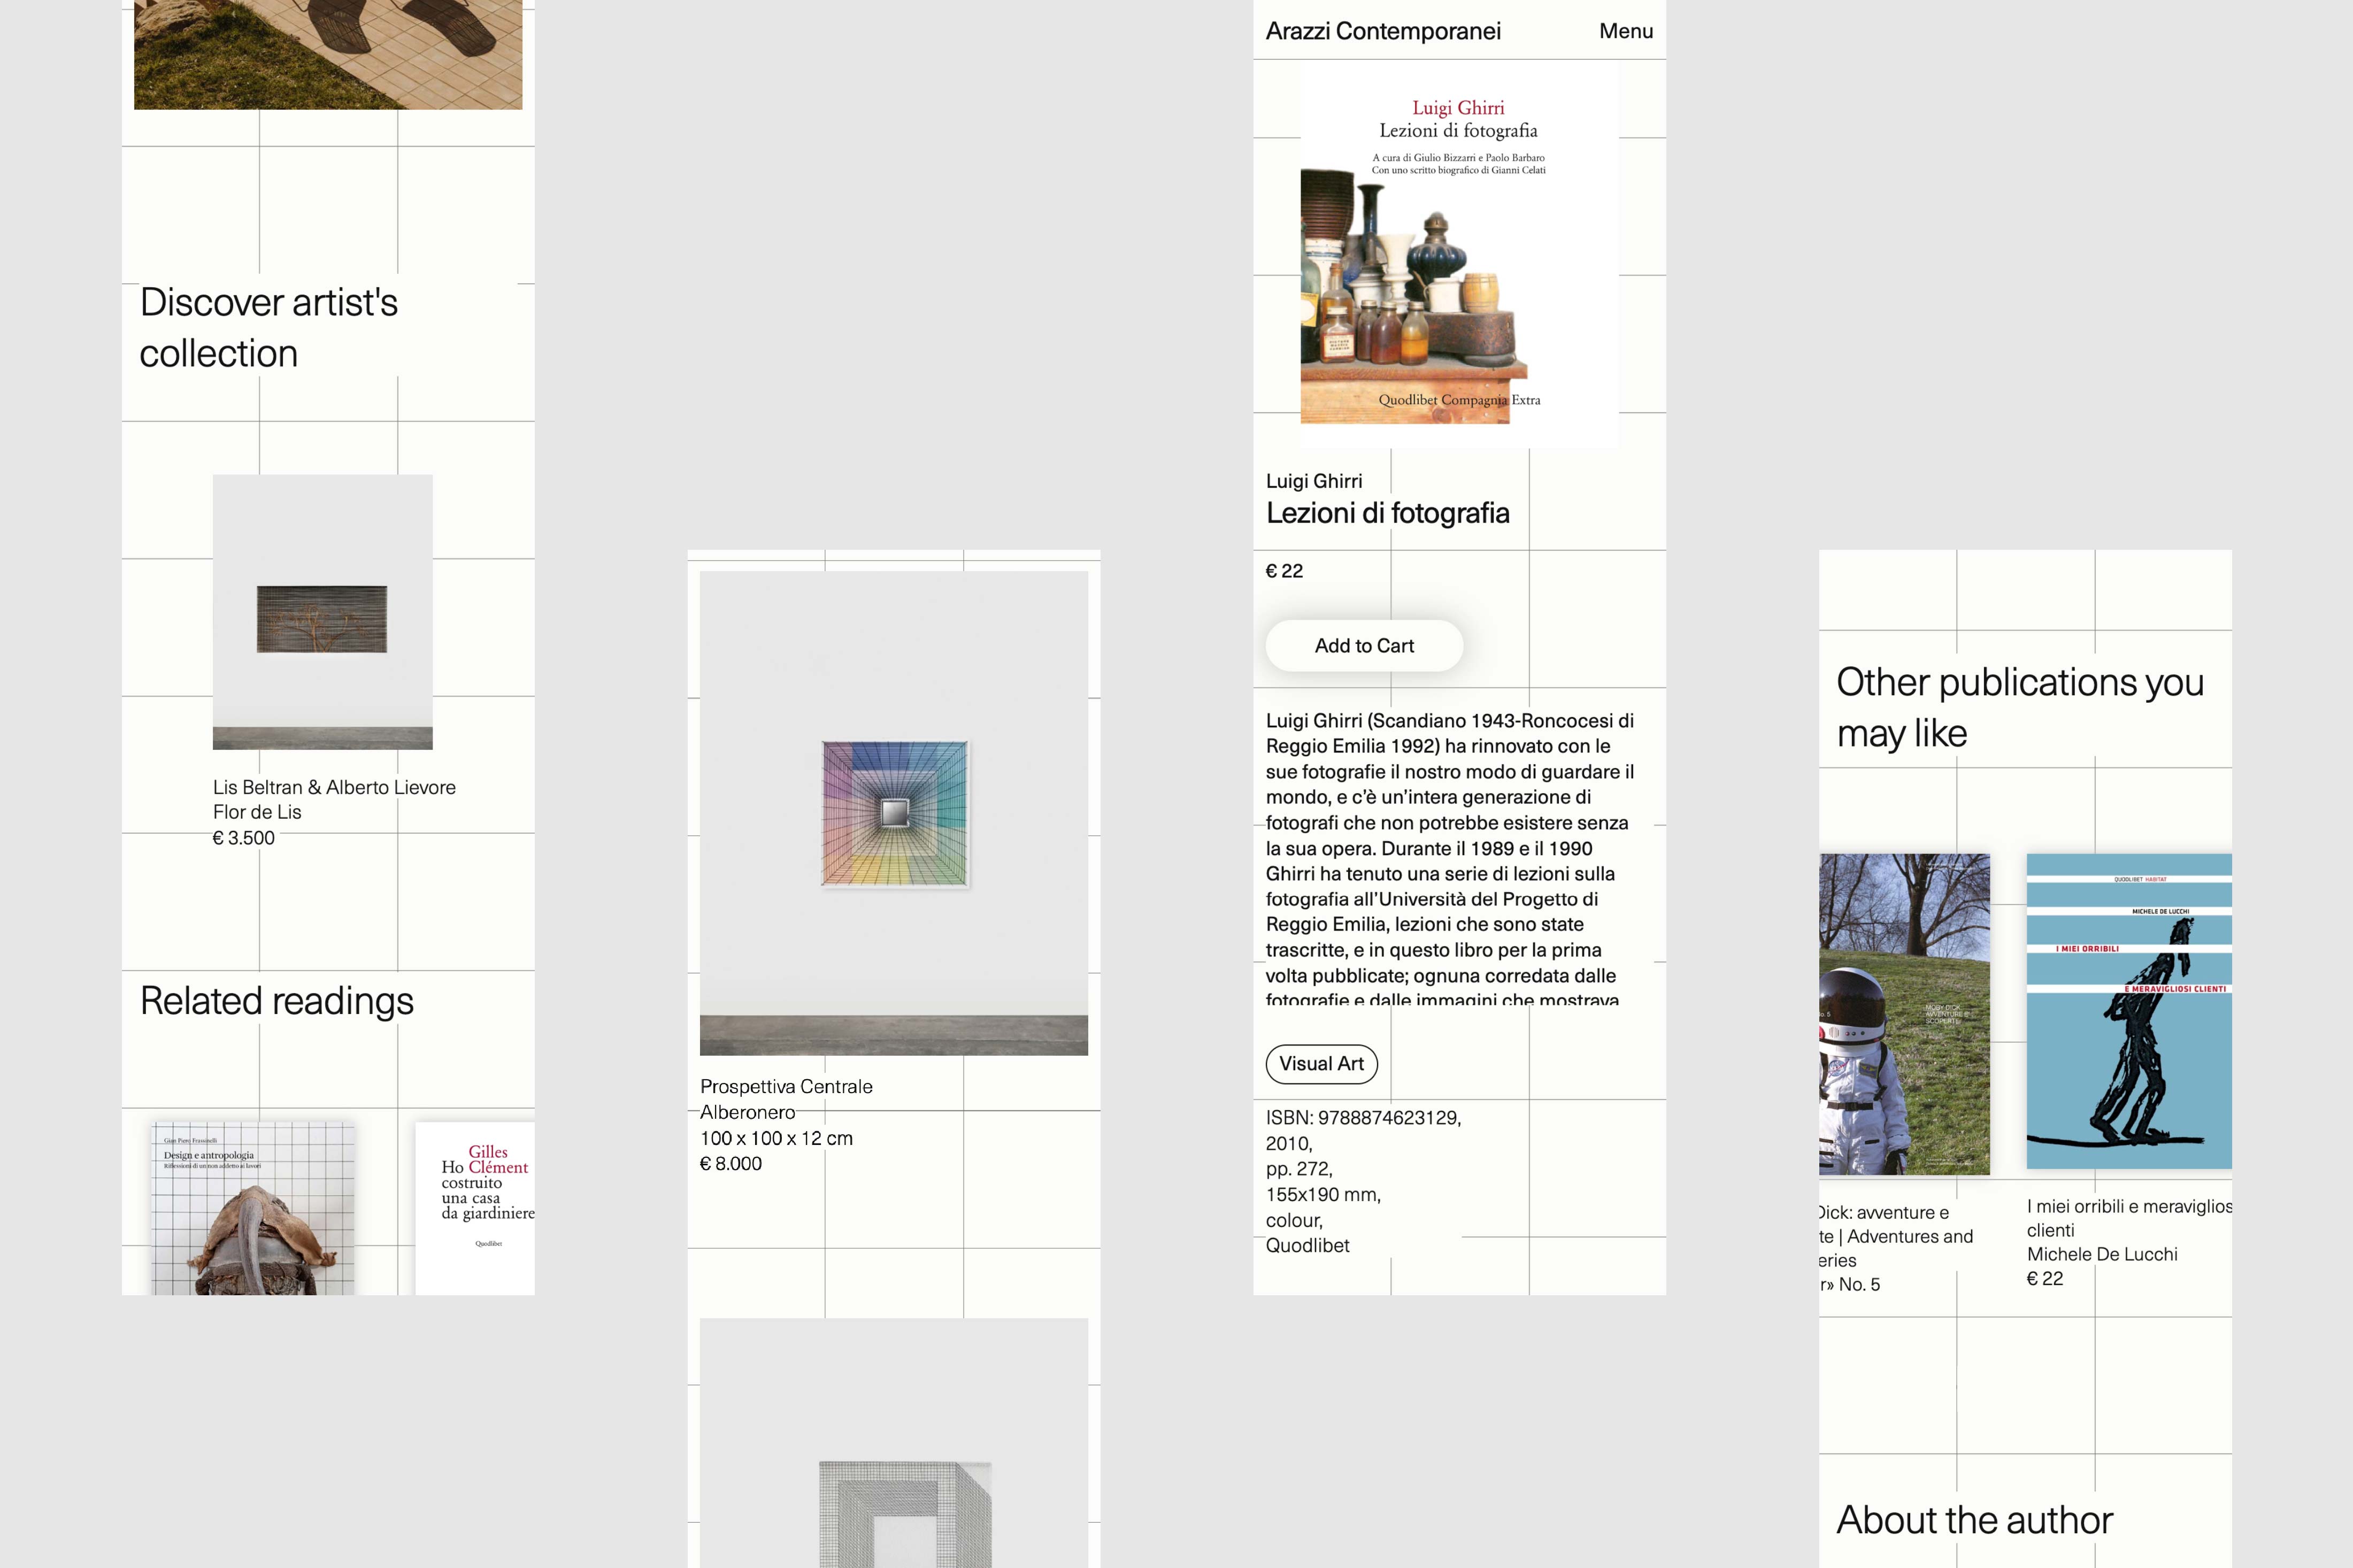 Discover artist's
collection
Lis Beltran & Alberto Lievore
Flor de Lis
€ 3.500
Related readings
Gian Piero Frassinelli
Design e antropologia
Riflessioni di un non addetto ai lavori
Gilles
Ho Clément
costruito
una casa
da giardiniere
Quodlibet
Prospettiva Centrale
Alberonero
100 x 100 x 12 cm
€ 8.000
Arazzi Contemporanei
Menu
Luigi Ghirri
Lezioni di fotografia
A cura di Giulio Bizzarri e Paolo Barbaro
Con uno scritto biografico di Gianni Celati
Quodlibet Compagnia Extra
Luigi Ghirri
Lezioni di fotografia
€ 22
Add to Cart
Luigi Ghirri (Scandiano 1943-Roncocesi di
Reggio Emilia 1992) ha rinnovato con le
sue fotografie il nostro modo di guardare il
mondo, e c’è un’intera generazione di
fotografi che non potrebbe esistere senza
la sua opera. Durante il 1989 e il 1990
Ghirri ha tenuto una serie di lezioni sulla
fotografia all’Università del Progetto di
Reggio Emilia, lezioni che sono state
trascritte, e in questo libro per la prima
volta pubblicate; ognuna corredata dalle
fotografie e dalle immagini che mostrava
Visual Art
ISBN: 9788874623129,
2010,
pp. 272,
155x190 mm,
colour,
Quodlibet
Other publications you
may like
No. 5
MOBY DICK:
AVVENTURE E
SCOPERTE
QUODLIBET HABITAT
MICHELE DE LUCCHI
I MIEI ORRIBILI
E MERAVIGLIOSI CLIENTI
Dick: avventure e
te | Adventures and
eries
r» No. 5
I miei orribili e meraviglios
clienti
Michele De Lucchi
€ 22
About the author